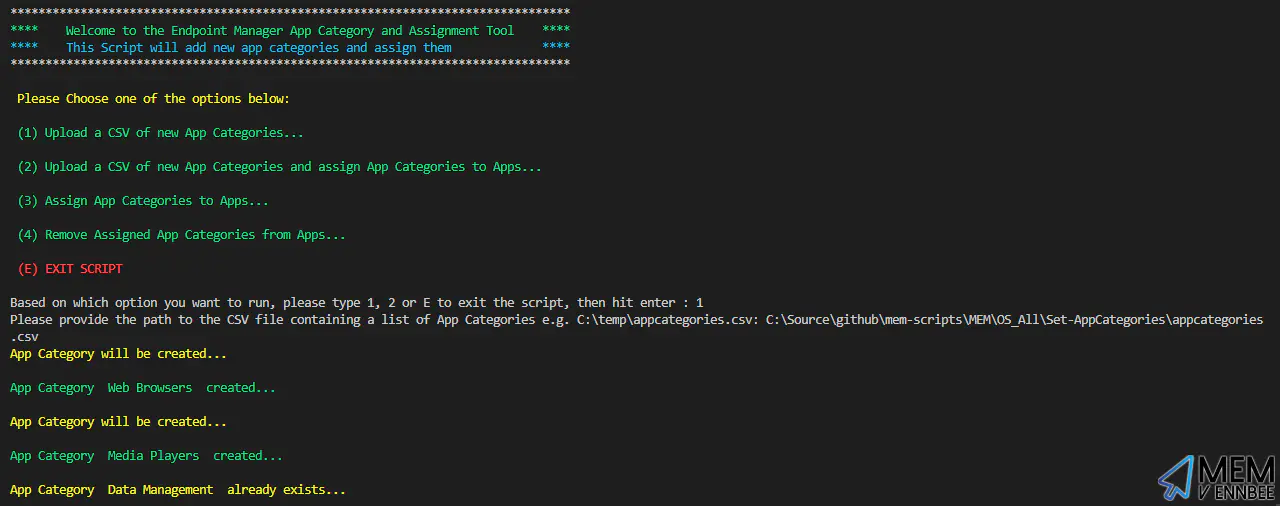 ********************************************************************************
****    Welcome to the Endpoint Manager App Category and Assignment Tool    ****
****    This Script will add new app categories and assign them             ****
********************************************************************************
Please Choose one of the options below:
(1) Upload a CSV of new App Categories...
(2) Upload a CSV of new App Categories and assign App Categories to Apps...
(3) Assign App Categories to Apps...
(4) Remove Assigned App Categories from Apps...
(E) EXIT SCRIPT
Based on which option you want to run, please type 1, 2 or E to exit the script, then hit enter : 1
Please provide the path to the CSV file containing a list of App Categories e.g. C:\temp\appcategories.csv: C:\Source\github\mem-scripts\MEM\OS_All\Set-AppCategories\appcategories
.csv
App Category will be created...
App Category  Web Browsers  created...
App Category will be created...
App Category  Media Players  created...
App Category  Data Management  already exists...
MEM
V ENNBEE